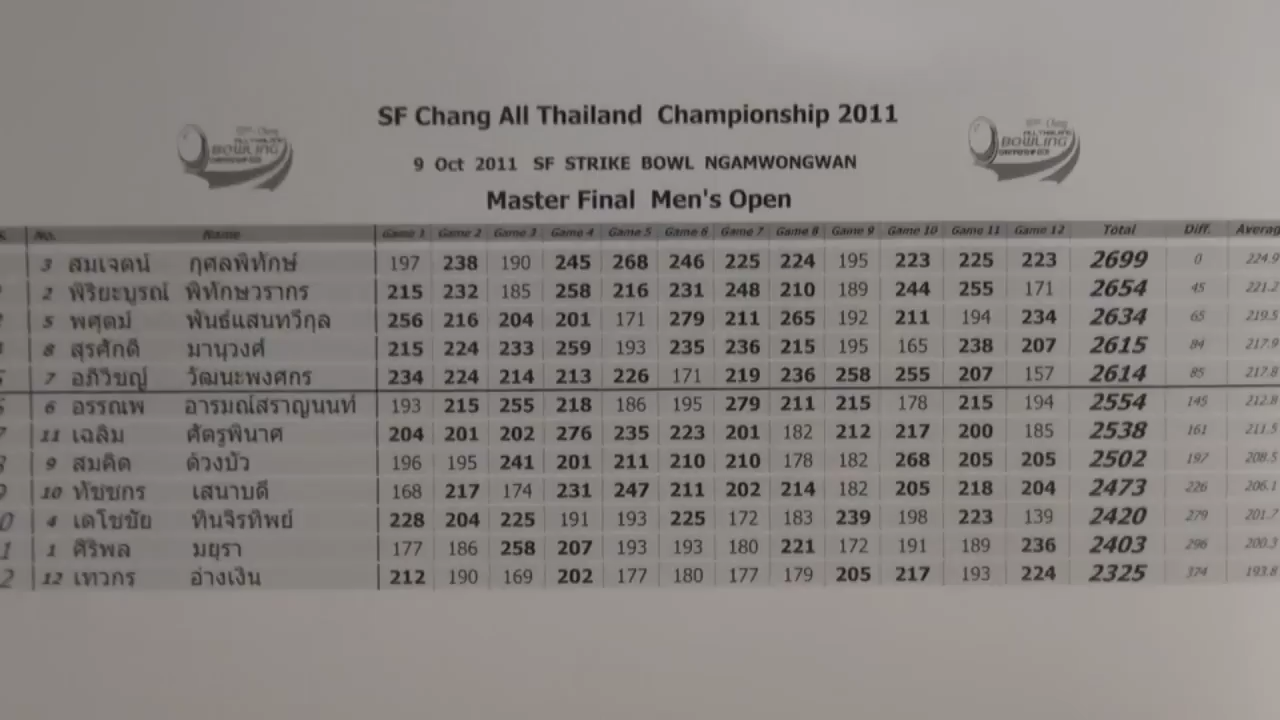 SF Chang All Thailand Championship 2011
9 Oct 2011 SF STRIKE BOWL NGAMWONGWAN
Master Final Men's Open
No. Name Game 1 Game 2 Game 3 Game 4 Game 5 Game 6 Game 7 Game 8 Game 9 Game 10 Game 11 Game 12 Total Diff. Averag
3 สมเจตน์ กุศลพิทักษ์ 197 238 190 245 268 246 225 224 195 223 225 223 2699 0 224.9
2 พิริยะบูรณ์ พิทักษวรากร 215 232 185 258 216 231 248 210 189 244 255 171 2654 45 221.2
5 พศุตม์ พันธ์แสนทวีกุล 256 216 204 201 171 279 211 265 192 211 194 234 2634 65 219.5
8 สุรศักดิ์ มานุวงศ์ 215 224 233 259 193 235 236 215 195 165 238 207 2615 84 217.9
7 อภิวิชญ์ วัฒนะพงศกร 234 224 214 213 226 171 219 236 258 255 207 157 2614 85 217.8
6 อรรณพ อารมณ์สราญนนท์ 193 215 255 218 186 195 279 211 215 178 215 194 2554 145 212.8
11 เฉลิม ศัตรูพินาศ 204 201 202 276 235 223 201 182 212 217 200 185 2538 161 211.5
9 สมคิด ด้วงบัว 196 195 241 201 211 210 210 178 182 268 205 205 2502 197 208.5
10 ทัชชกร เสนาบดี 168 217 174 231 247 211 202 214 182 205 218 204 2473 226 206.1
4 เดโชชัย ทินจิรทิพย์ 228 204 225 191 193 225 172 183 239 198 223 139 2420 279 201.7
1 ศิริพล มยุรา 177 186 258 207 193 193 180 221 172 191 189 236 2403 296 200.3
12 เทวกร อ่างเงิน 212 190 169 202 177 180 177 179 205 217 193 224 2325 374 193.8